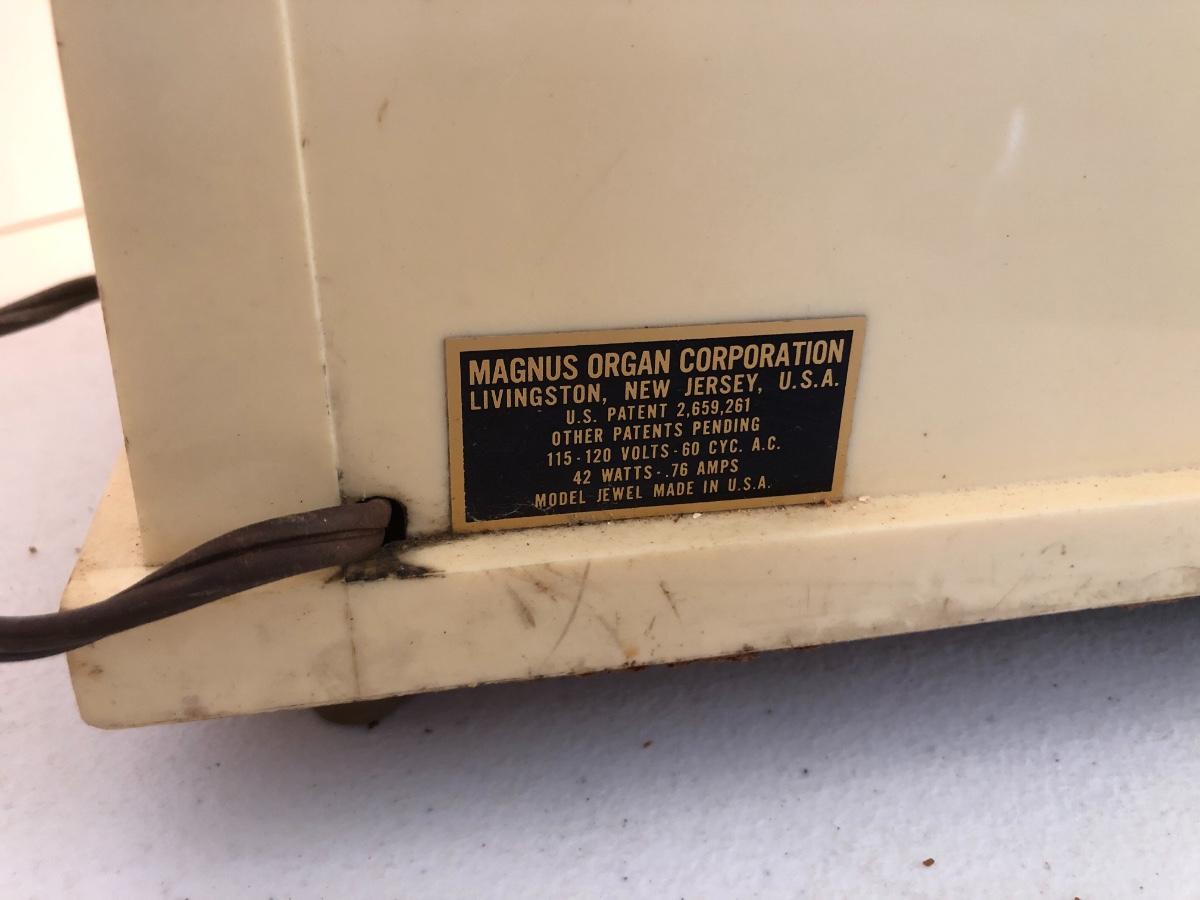 MAGNUS ORGAN CORPORATION
LIVINGSTON, NEW JERSEY, U.S.A.
U.S. PATENT 2,659,261
OTHER PATENTS PENDING
115-120 VOLTS-60 CYC. A.C.
42 WATTS-.76 AMPS
MODEL JEWEL MADE IN U.S.A.